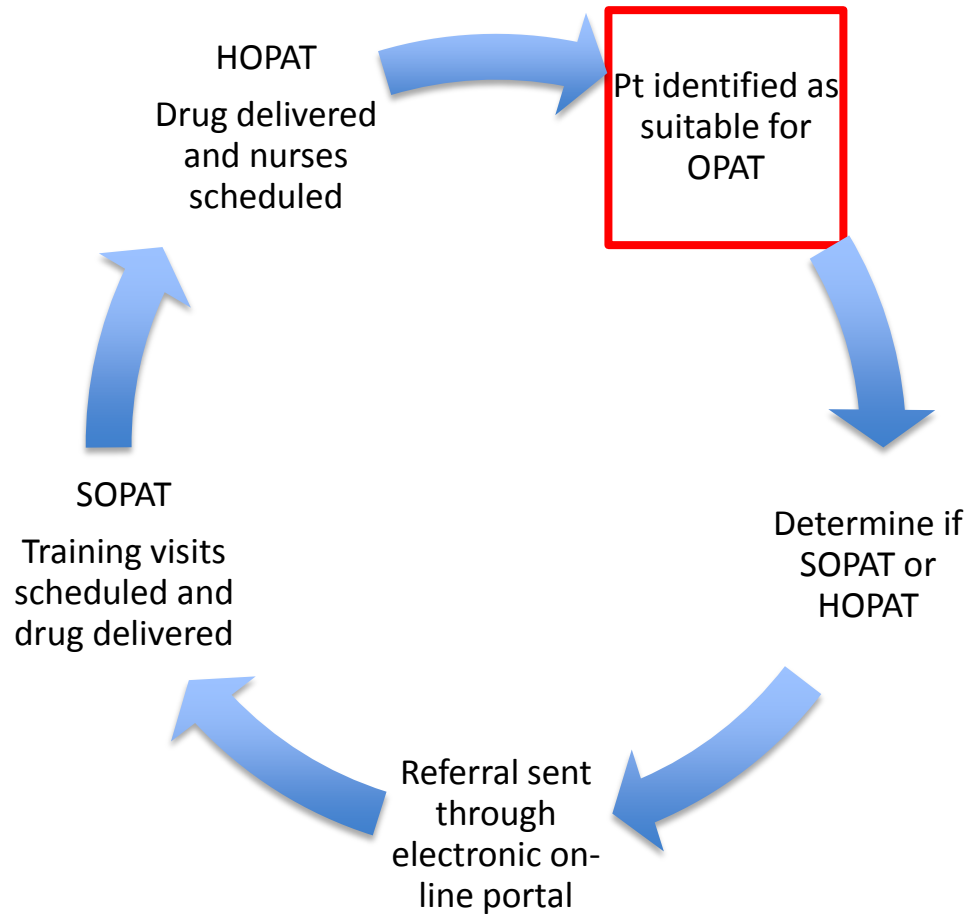 Pt identified as
suitable for
OPAT
Determine if
SOPAT or
HOPAT
Referral sent
through
electronic on-
line portal
SOPAT
Training visits
scheduled and
drug delivered
HOPAT
Drug delivered
and nurses
scheduled